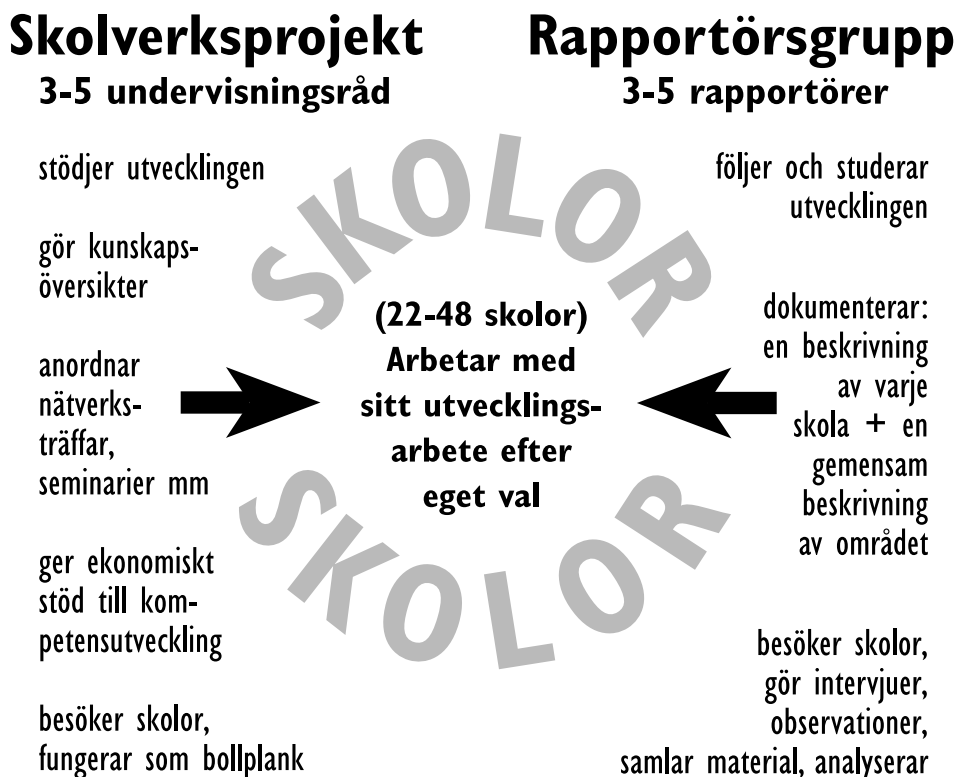 Skolverksprojekt
3-5 undervisningsråd
stödjer utvecklingen
gör kunskaps-
översikter
anordnar
nätverks-
träffar,
seminarier mm
ger ekonomiskt
stöd till kom-
petensutveckling
besöker skolor,
fungerar som bollplank
SKOLOR
(22-48 skolor)
Arbetar med
sitt utvecklings-
arbete efter
eget val
SKOLOR
Rapportörsgrupp
3-5 rapportörer
följer och studerar
utvecklingen
dokumenterar:
en beskrivning
av varje
skola + en
gemensam
beskrivning
av området
besöker skolor,
gör intervjuer,
observationer,
samlar material, analyserar